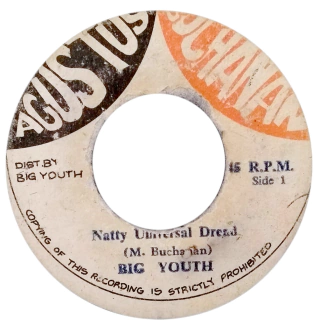 AGUSTUS BUCHANAN
DIST. BY
BIG YOUTH
45 R.P.M.
Side 1
Natty Universal Dread
(M. Buchanan)
BIG YOUTH
COPYING OF THIS RECORDING IS STRICTLY PROHIBITED